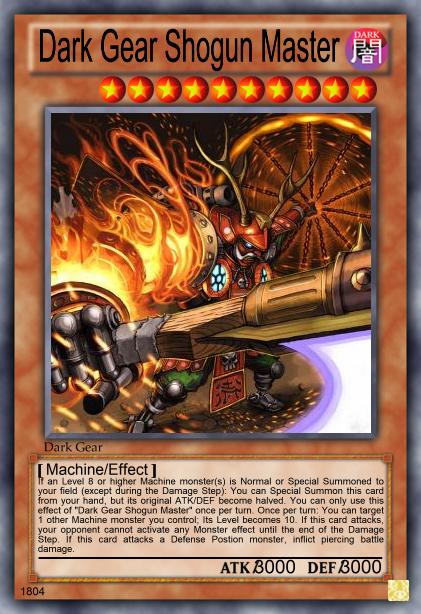 Dark Gear Shogun Master
DARK
闇
Dark Gear
[ Machine/Effect ]
If an Level 8 or higher Machine monster(s) is Normal or Special Summoned to
your field (except during the Damage Step): You can Special Summon this card
from your hand, but its original ATK/DEF become halved. You can only use this
effect of "Dark Gear Shogun Master" once per turn. Once per turn: You can target
1 other Machine monster you control; Its Level becomes 10. If this card attacks,
your opponent cannot activate any Monster effect until the end of the Damage
Step. If this card attacks a Defense Postion monster, inflict piercing battle
damage.
ATK 3000 DEF 3000
1804